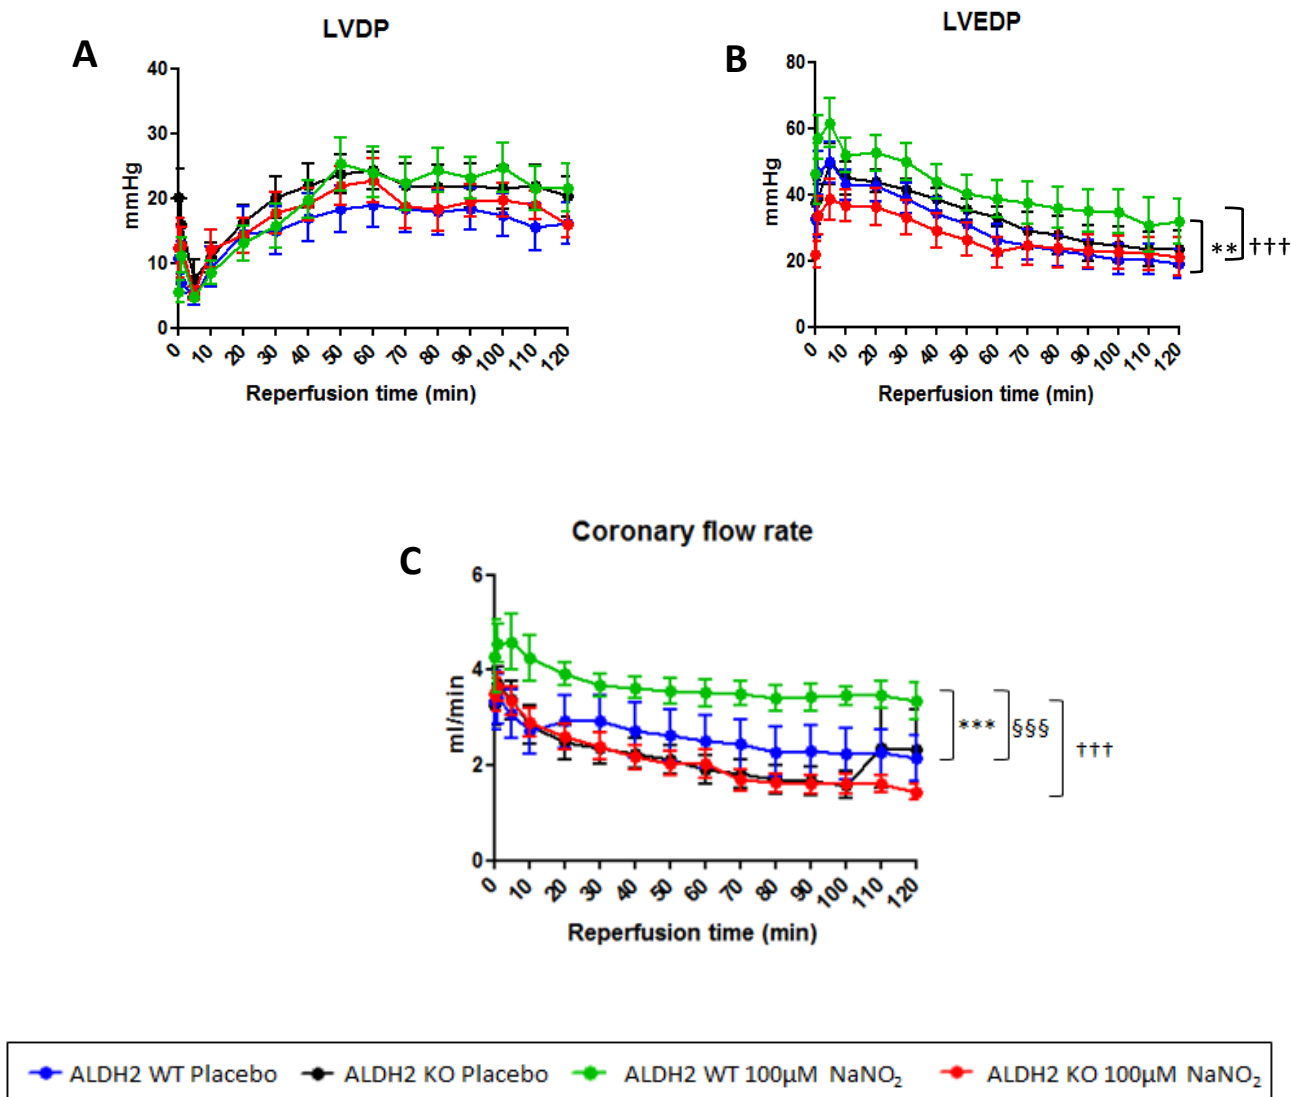 A
LVDP
mmHg
40
30
20
10
0
0 10 20 30 40 50 60 70 80 90 100 110 120
Reperfusion time (min)
B
LVEDP
mmHg
80
60
40
20
0
0 10 20 30 40 50 60 70 80 90 100 110 120
Reperfusion time (min)
** †††
C
Coronary flow rate
ml/min
6
4
2
0
0 10 20 30 40 50 60 70 80 90 100 110 120
Reperfusion time (min)
*** §§§ †††
ALDH2 WT Placebo ALDH2 KO Placebo ALDH2 WT 100µM NaNO₂ ALDH2 KO 100µM NaNO₂